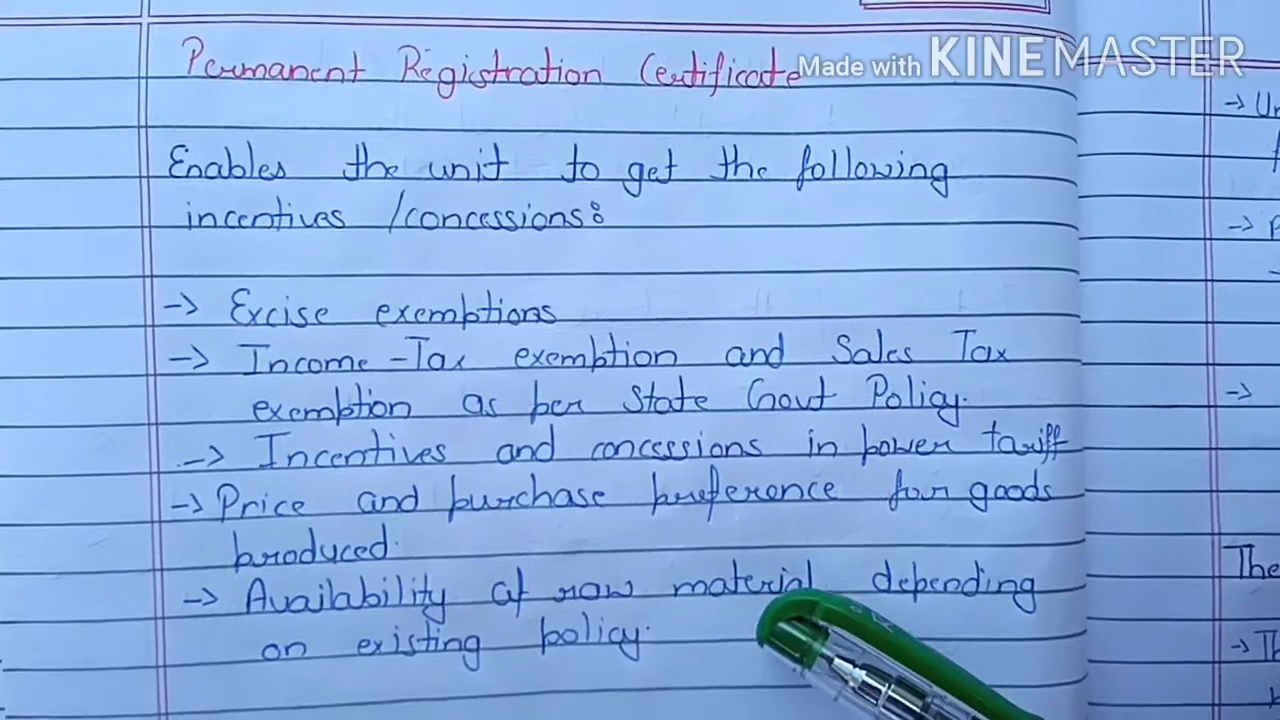 Permanent Registration Certificate
Made with KINEMASTER
Enables the unit to get the following
incentives /concessions:
-> Excise exemptions
-> Income-Tax exemption and Sales Tax
exemption as per State Govt Policy.
-> Incentives and concessions in power tariff
-> Price and purchase preference for goods
produced.
-> Availability of raw material depending
on existing policy.
->
The
->